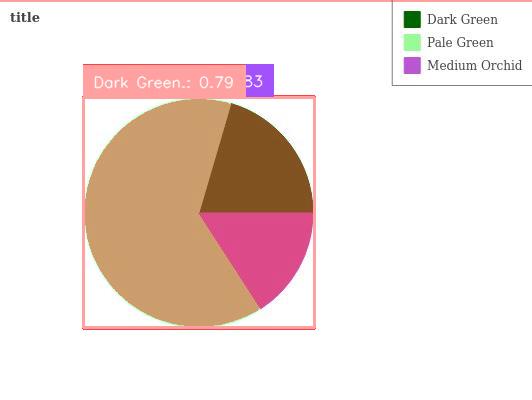 title
Dark Green
Pale Green
Medium Orchid
Dark Green.: 0.79
83